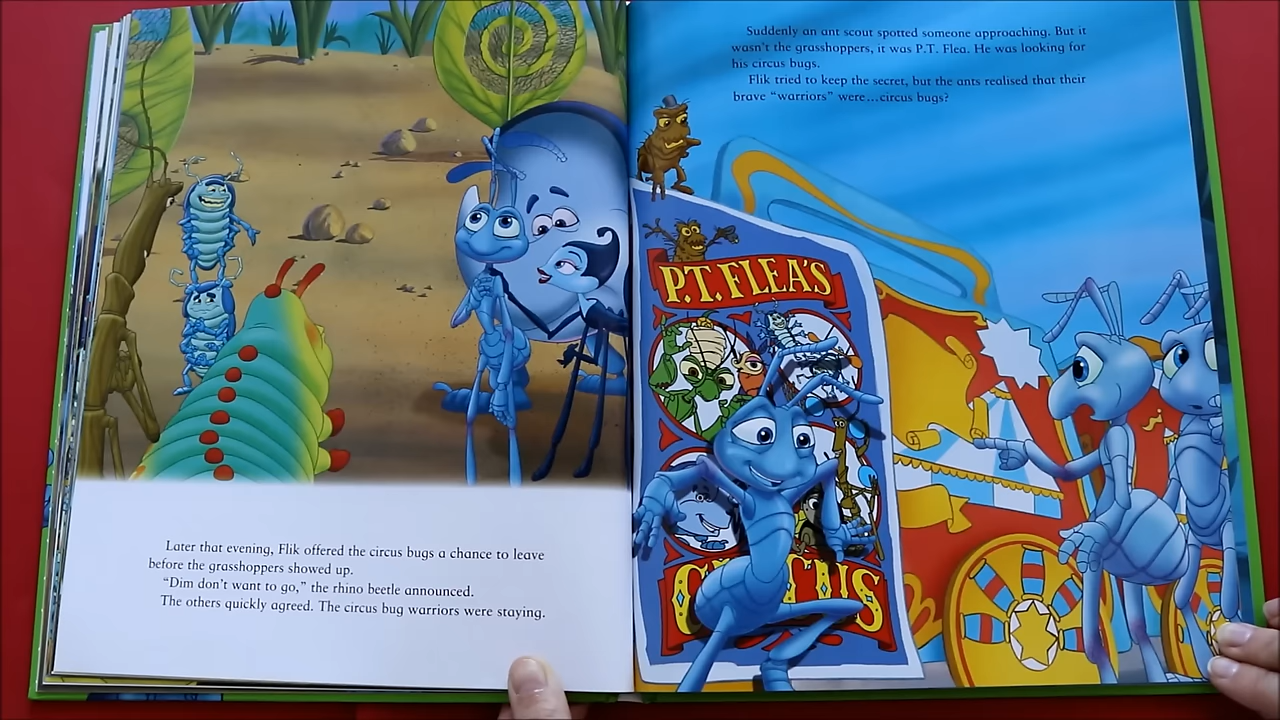 Later that evening, Flik offered the circus bugs a chance to leave
before the grasshoppers showed up.
"Dim don't want to go," the rhino beetle announced.
The others quickly agreed. The circus bug warriors were staying.
Suddenly an ant scout spotted someone approaching. But it
wasn't the grasshoppers, it was P.T. Flea. He was looking for
his circus bugs.
Flik tried to keep the secret, but the ants realised that their
brave "warriors" were...circus bugs?
P.T. FLEA'S